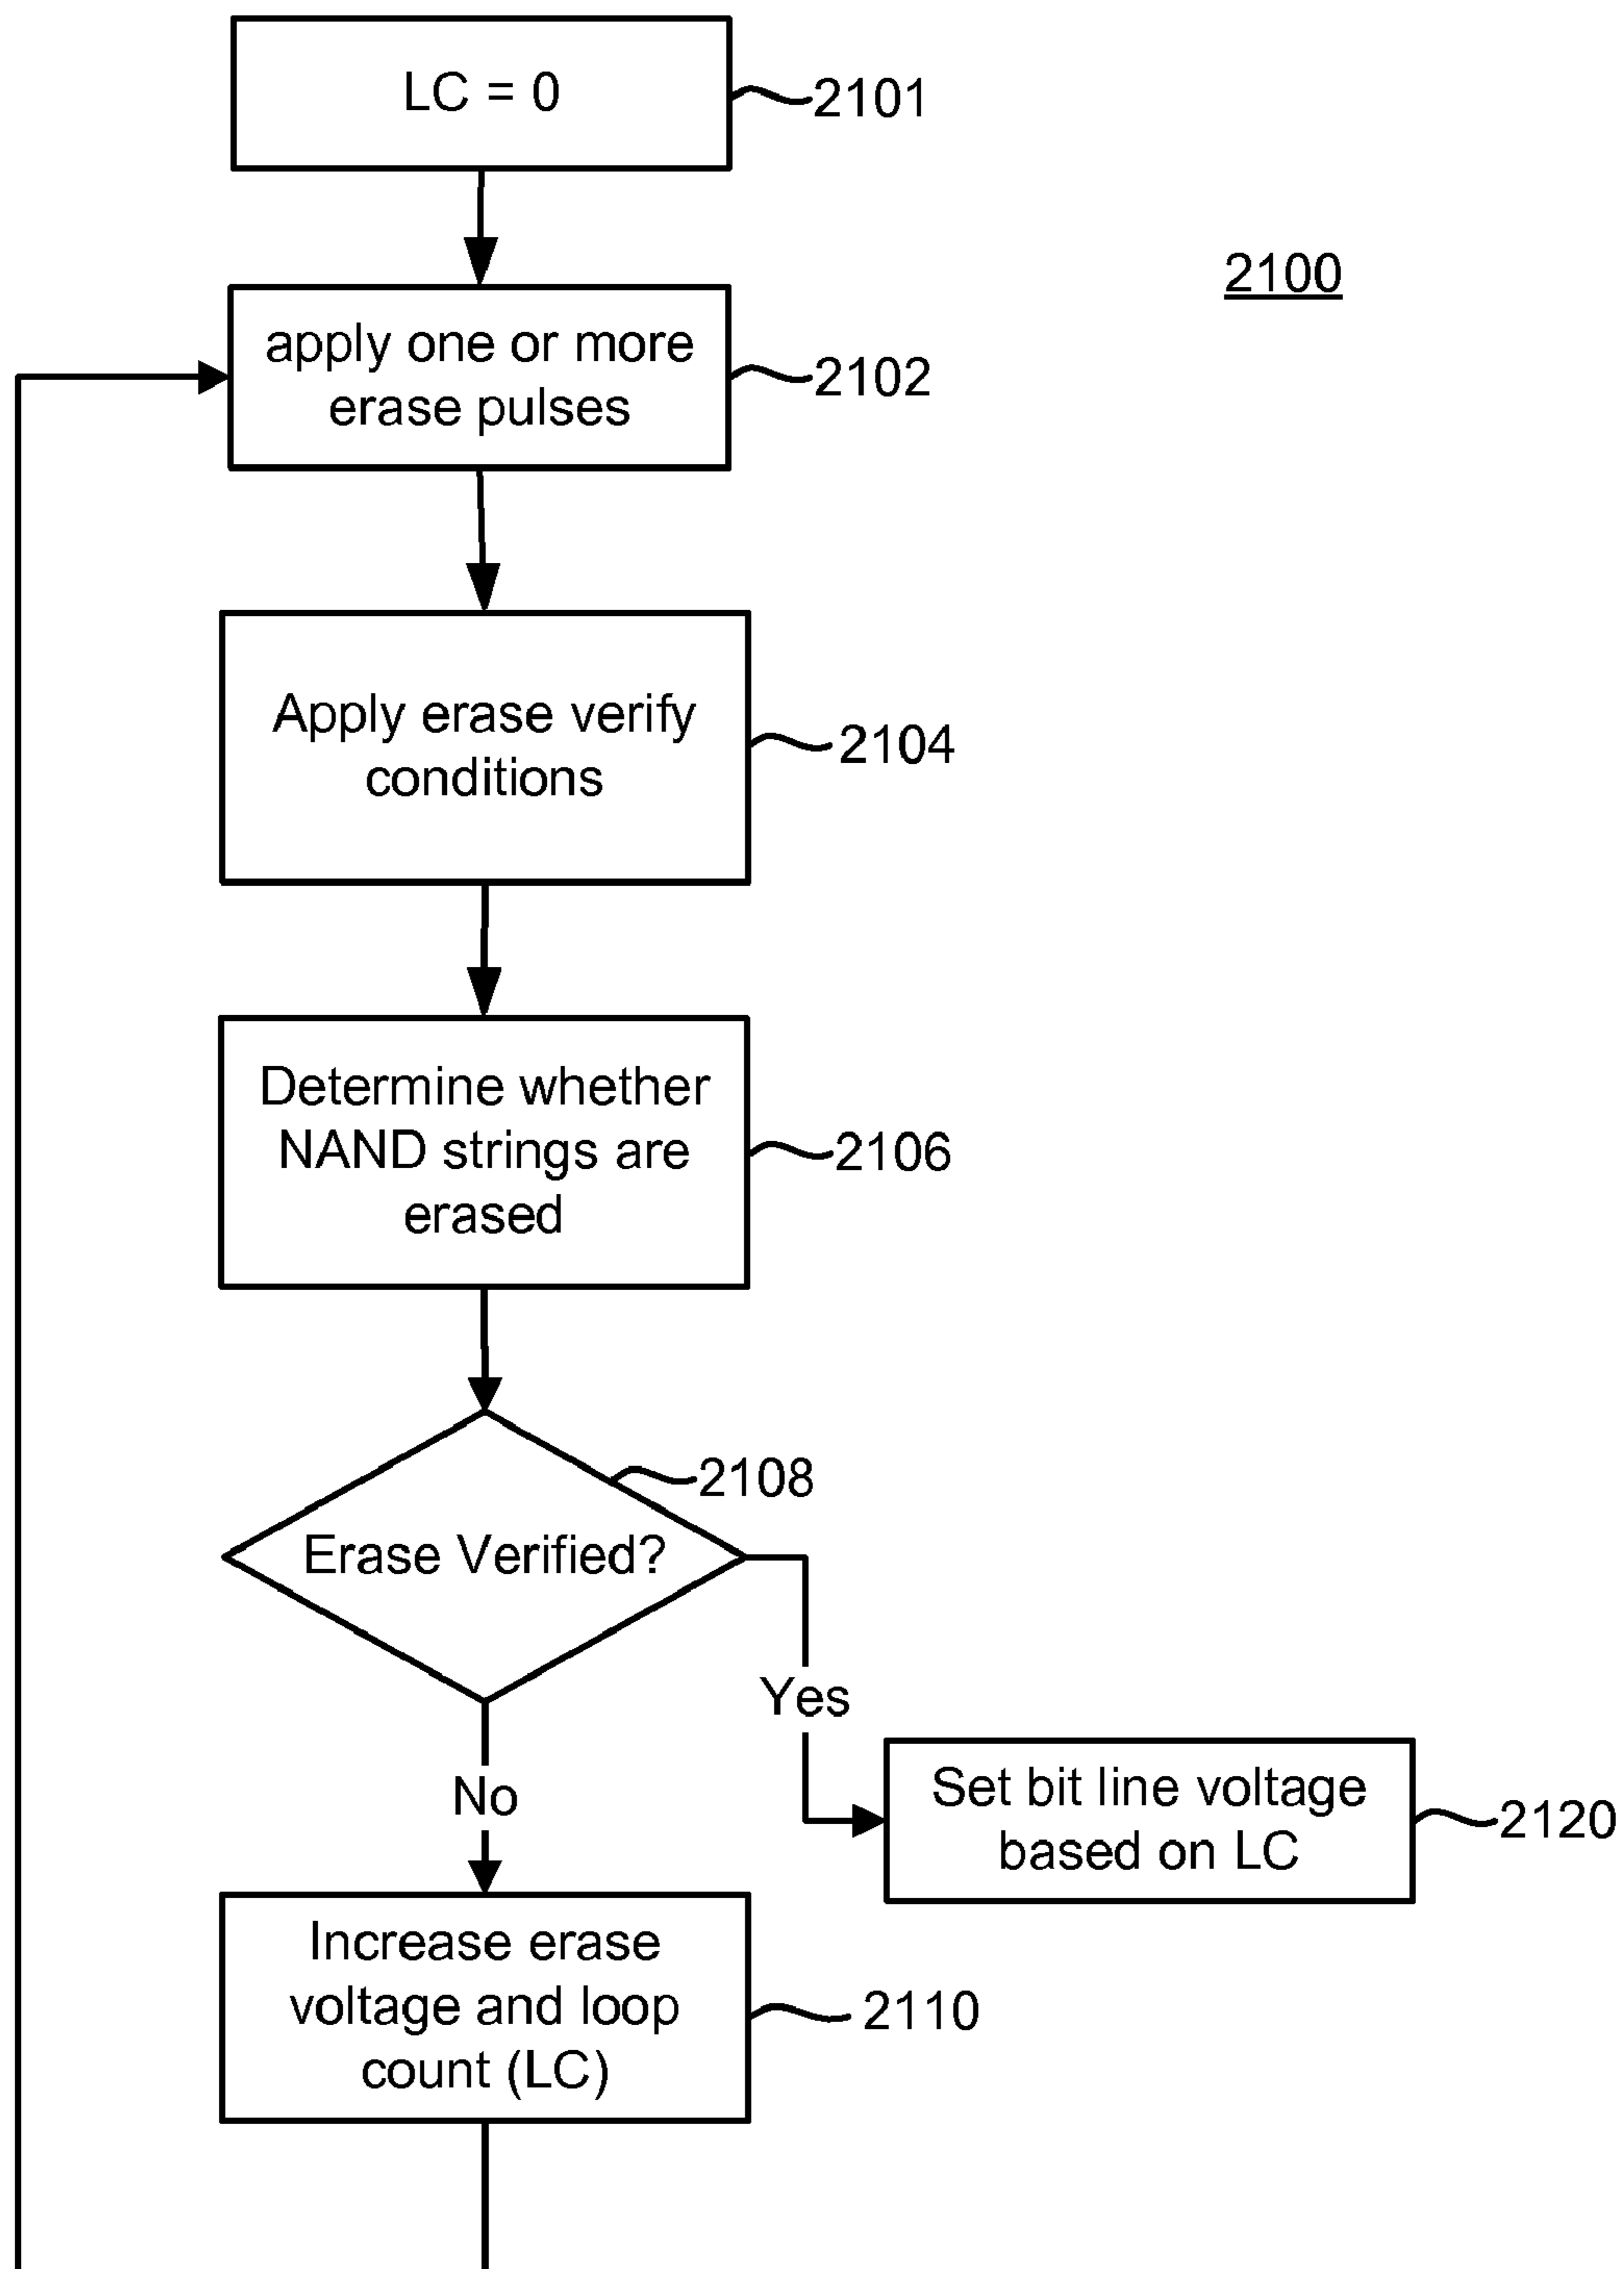 LC = 0
2101
2100
apply one or more
erase pulses
2102
Apply erase verify
conditions
2104
Determine whether
NAND strings are
erased
2106
2108
Erase Verified?
Yes
No
Set bit line voltage
based on LC
2120
Increase erase
voltage and loop
count (LC)
2110